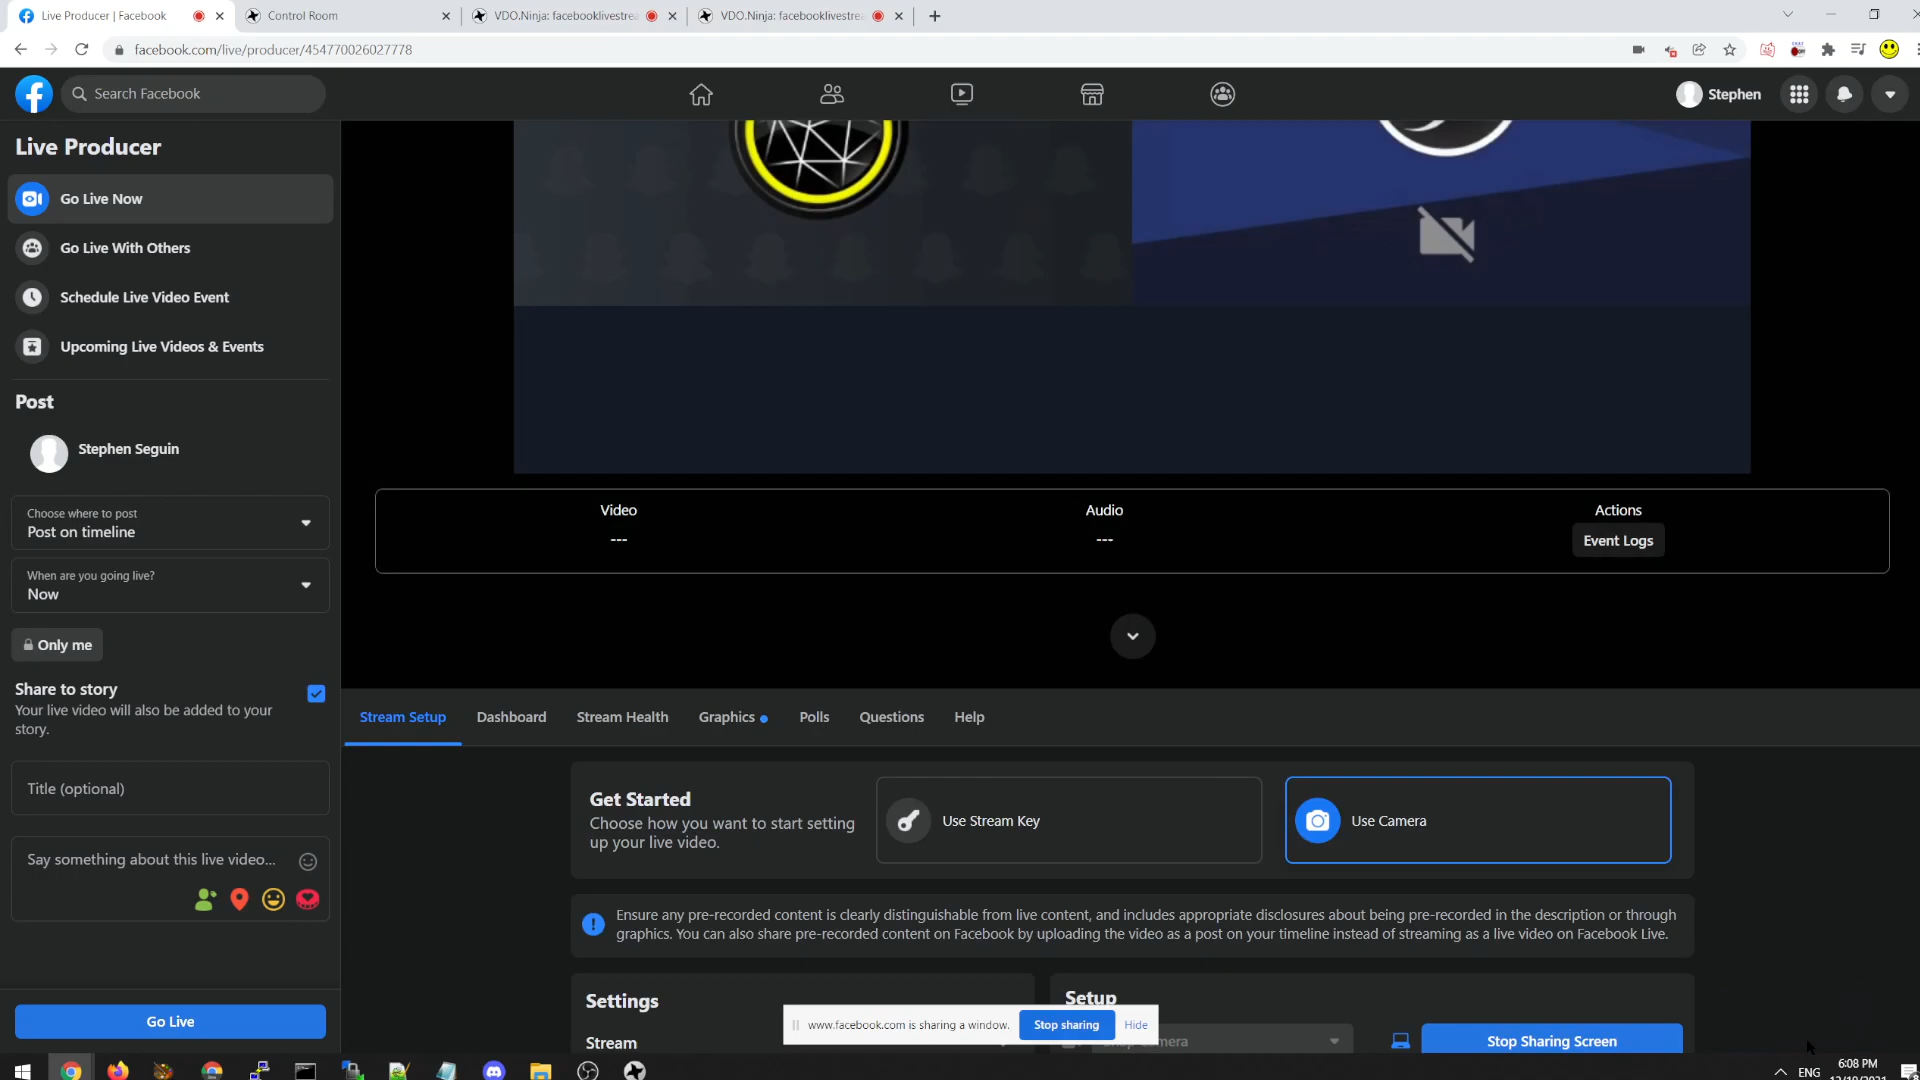 Live Producer | Facebook
Control Room
VDO.Ninja: facebooklivestrea
VDO.Ninja: facebooklivestrea
facebook.com/live/producer/454770026027778
Search Facebook
Stephen
Live Producer
Go Live Now
Go Live With Others
Schedule Live Video Event
Upcoming Live Videos & Events
Post
Stephen Seguin
Choose where to post
Post on timeline
When are you going live?
Now
Only me
Share to story
Your live video will also be added to your
story.
Title (optional)
Say something about this live video...
Go Live
Video
---
Audio
---
Actions
Event Logs
Stream Setup
Dashboard
Stream Health
Graphics
Polls
Questions
Help
Get Started
Choose how you want to start setting
up your live video.
Use Stream Key
Use Camera
Ensure any pre-recorded content is clearly distinguishable from live content, and includes appropriate disclosures about being pre-recorded in the description or through
graphics. You can also share pre-recorded content on Facebook by uploading the video as a post on your timeline instead of streaming as a live video on Facebook Live.
Settings
Stream
Setup
www.facebook.com is sharing a window.
Stop sharing
Hide
Stop Sharing Screen
ENG
6:08 PM